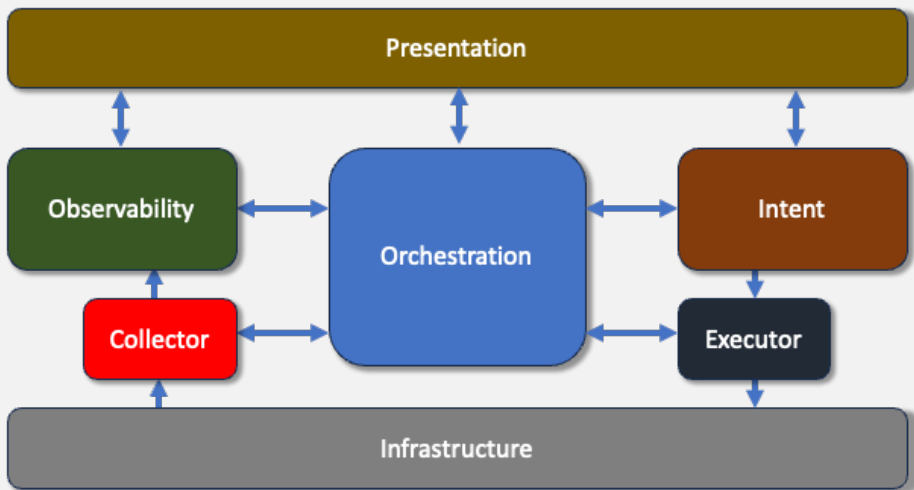 Presentation
Observability
Orchestration
Intent
Collector
Executor
Infrastructure